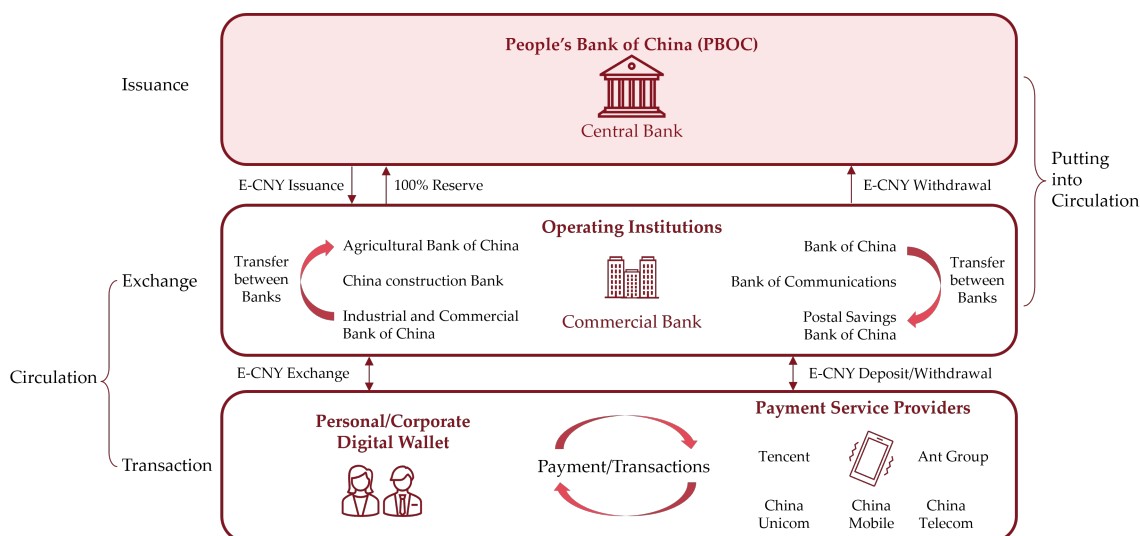 People's Bank of China (PBOC)
Issuance
Central Bank
E-CNY Issuance
100% Reserve
E-CNY Withdrawal
Putting
into
Circulation
Operating Institutions
Transfer
between
Banks
Agricultural Bank of China
China construction Bank
Industrial and Commercial
Bank of China
Commercial Bank
Bank of China
Bank of Communications
Postal Savings
Bank of China
Transfer
between
Banks
Exchange
E-CNY Exchange
E-CNY Deposit/Withdrawal
Circulation
Transaction
Personal/Corporate
Digital Wallet
Payment/Transactions
Payment Service Providers
Tencent
Ant Group
China
Unicom
China
Mobile
China
Telecom